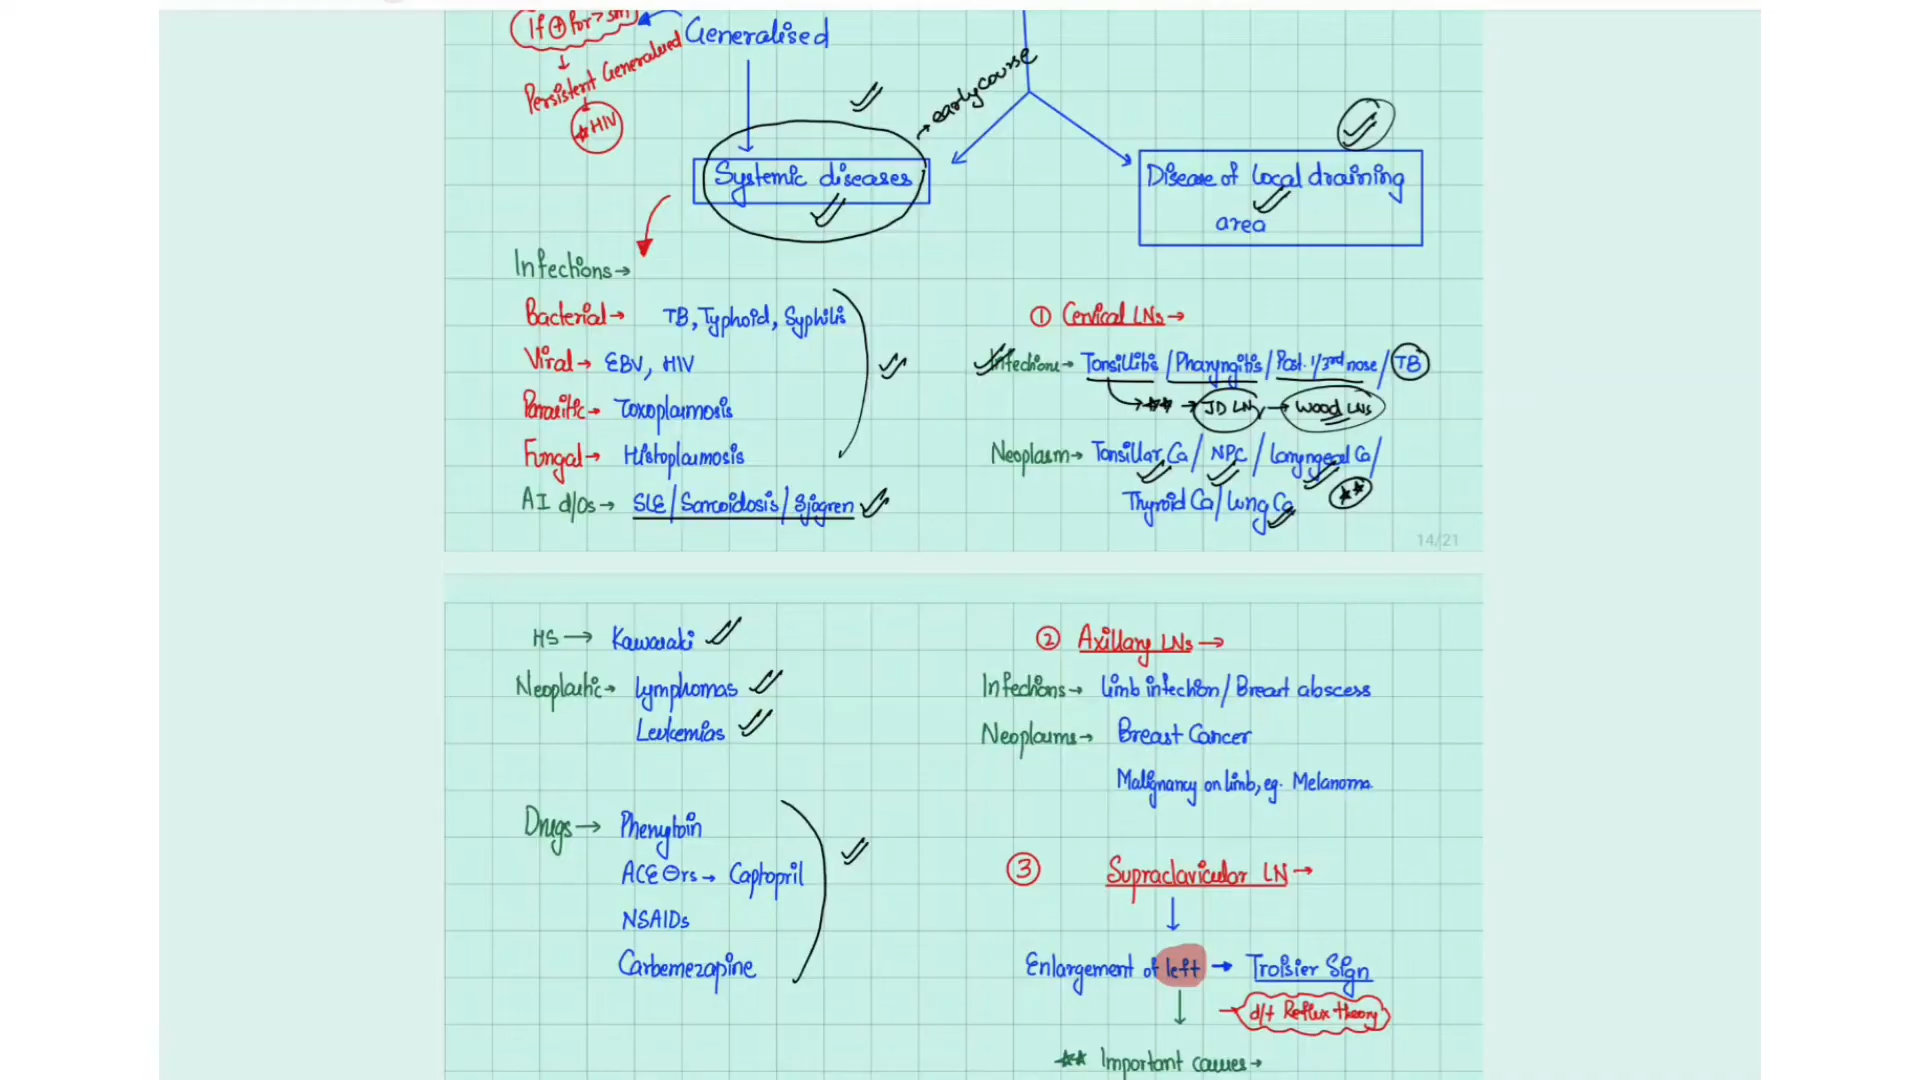 If ⊕ for > 3m
Generalised
↓
Persistent Generalised
↓
*HIV
→ early course
Systemic diseases
Disease of local draining
area
Infections →
Bacterial → TB, Typhoid, Syphilis
Viral → EBV, HIV
Parasitic → Toxoplasmosis
Fungal → Histoplasmosis
AI d/Os → SLE / Sarcoidosis / Sjogren
① Cervical LNs →
Infections → Tonsillitis / Pharyngitis / Post. 1/3rd nose / TB
→ ** → JD LN → Wood LNs
Neoplasm → Tonsillar Ca / NPC / Laryngeal Ca /
Thyroid Ca / Lung Ca **
14/21
HS → Kawasaki
Neoplastic → Lymphomas
Leukemias
Drugs → Phenytoin
ACE ⊖rs → Captopril
NSAIDs
Carbemezapine
② Axillary LNs →
Infections → Limb infection / Breast abscess
Neoplasms → Breast Cancer
Malignancy on limb, eg. Melanoma
③ Supraclavicular LN →
↓
Enlargement of left → Troisier Sign
↓ → d/t Reflux theory
** Important causes →